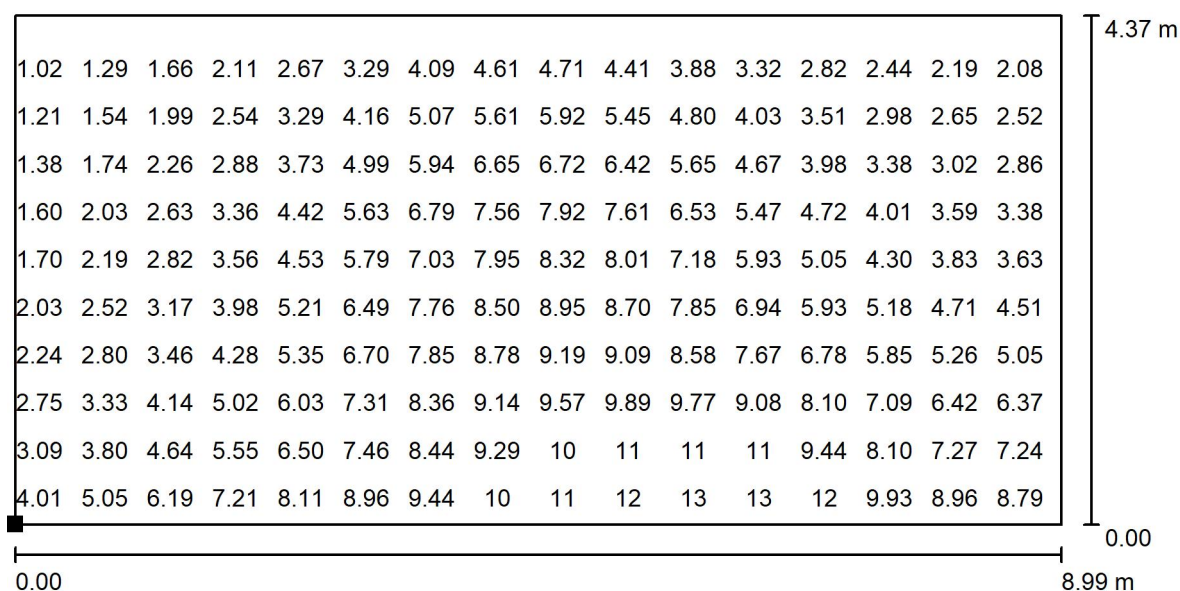 4.37 m
1.02 1.29 1.66 2.11 2.67 3.29 4.09 4.61 4.71 4.41 3.88 3.32 2.82 2.44 2.19 2.08
1.21 1.54 1.99 2.54 3.29 4.16 5.07 5.61 5.92 5.45 4.80 4.03 3.51 2.98 2.65 2.52
1.38 1.74 2.26 2.88 3.73 4.99 5.94 6.65 6.72 6.42 5.65 4.67 3.98 3.38 3.02 2.86
1.60 2.03 2.63 3.36 4.42 5.63 6.79 7.56 7.92 7.61 6.53 5.47 4.72 4.01 3.59 3.38
1.70 2.19 2.82 3.56 4.53 5.79 7.03 7.95 8.32 8.01 7.18 5.93 5.05 4.30 3.83 3.63
2.03 2.52 3.17 3.98 5.21 6.49 7.76 8.50 8.95 8.70 7.85 6.94 5.93 5.18 4.71 4.51
2.24 2.80 3.46 4.28 5.35 6.70 7.85 8.78 9.19 9.09 8.58 7.67 6.78 5.85 5.26 5.05
2.75 3.33 4.14 5.02 6.03 7.31 8.36 9.14 9.57 9.89 9.77 9.08 8.10 7.09 6.42 6.37
3.09 3.80 4.64 5.55 6.50 7.46 8.44 9.29 10 11 11 11 9.44 8.10 7.27 7.24
4.01 5.05 6.19 7.21 8.11 8.96 9.44 10 11 12 13 13 12 9.93 8.96 8.79
0.00
0.00 8.99 m